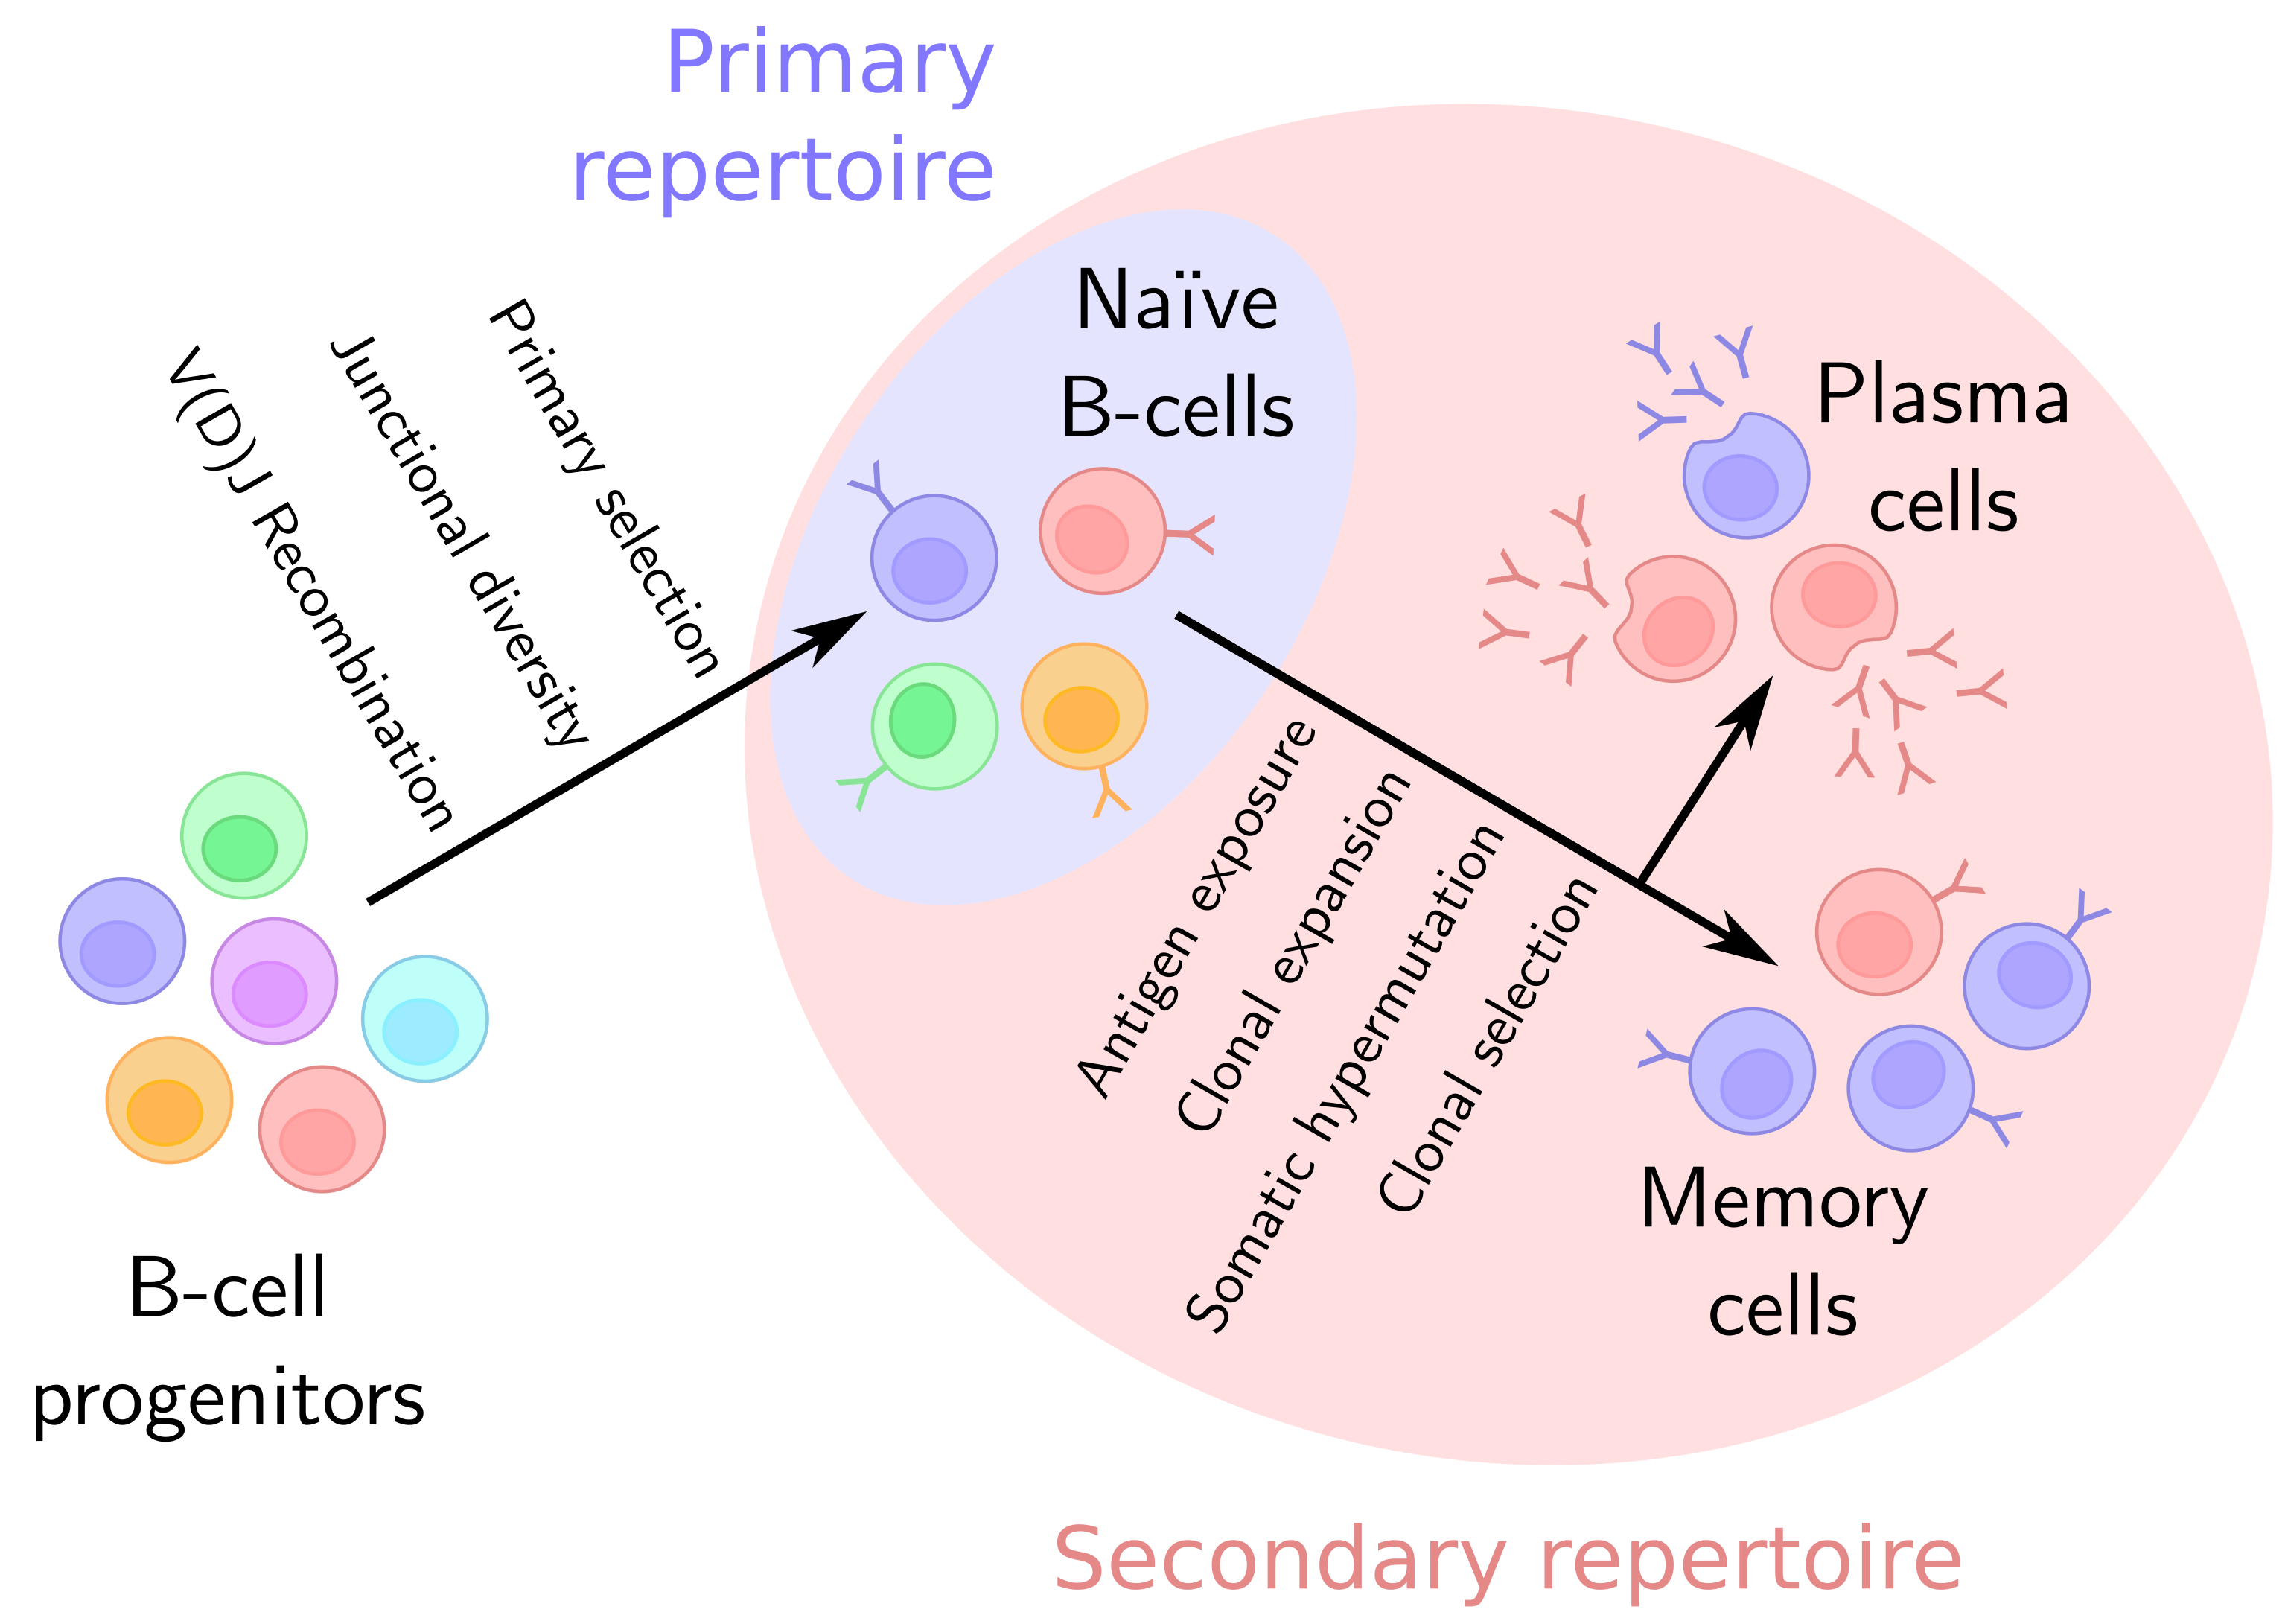 Primary
repertoire
Naïve
B-cells
Plasma
cells
V(D)J Recombination
Junctional diversity
Primary selection
Antigen exposure
Clonal expansion
Somatic hypermutation
Clonal selection
B-cell
progenitors
Memory
cells
Secondary repertoire